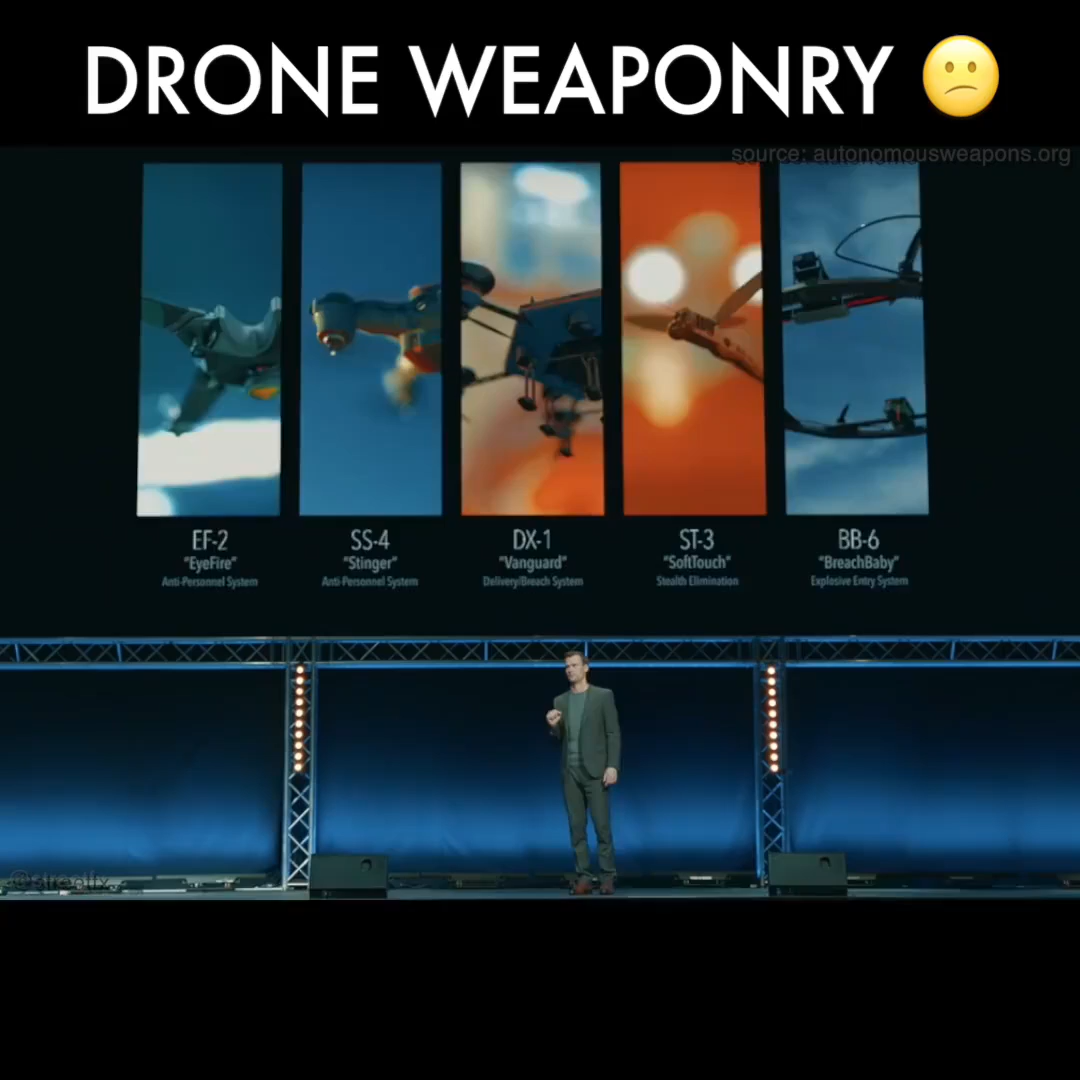 DRONE WEAPONRY 😕
source: autonomousweapons.org
EF-2
"EyeFire"
Anti-Personnel System
SS-4
"Stinger"
Anti-Personnel System
DX-1
"Vanguard"
Delivery/Breach System
ST-3
"SoftTouch"
Stealth Elimination
BB-6
"BreachBaby"
Explosive Entry System